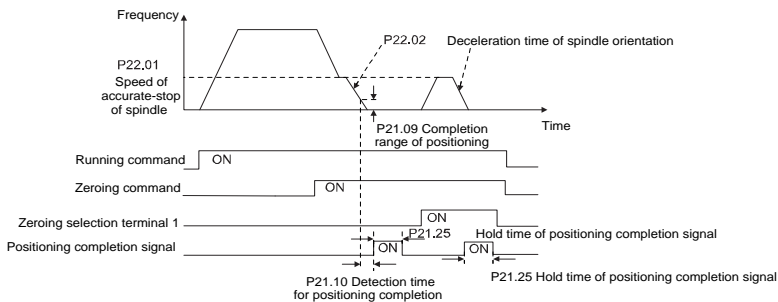 Frequency
P22.02
Deceleration time of spindle orientation
P22.01
Speed of
accurate-stop
of spindle
Time
P21.09 Completion
range of positioning
Running command
ON
Zeroing command
ON
Zeroing selection terminal 1
ON
P21.25
Hold time of positioning completion signal
Positioning completion signal
ON
ON
P21.10 Detection time
for positioning completion
P21.25 Hold time of positioning completion signal